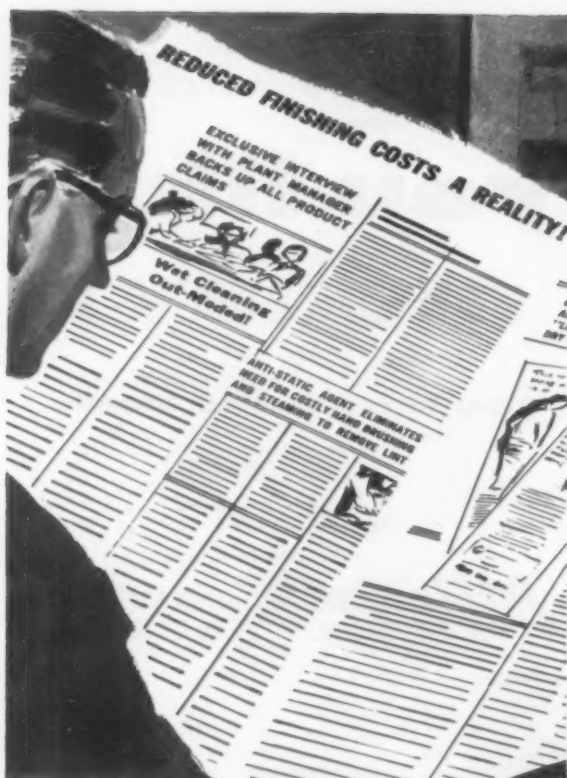 REDUCED FINISHING COSTS A REALITY!
EXCLUSIVE INTERVIEW
WITH PLANT MANAGER
BACKS UP ALL PRODUCT
CLAIMS
Wet Cleaning
Out-Moded!
ANTI-STATIC AGENT ELIMINATES
NEED FOR COSTLY HAND BRUSHING
AND STEAMING TO REMOVE LINT
DRY